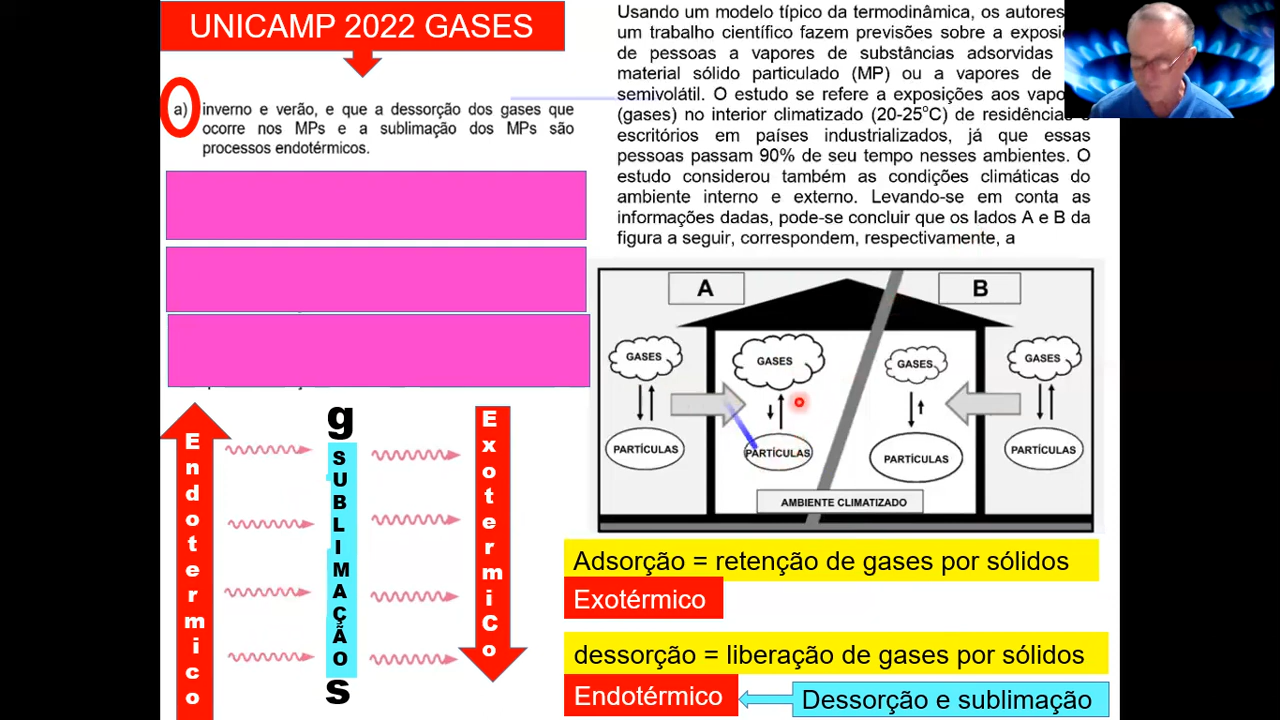 UNICAMP 2022 GASES
a) inverno e verão, e que a dessorção dos gases que
ocorre nos MPs e a sublimação dos MPs são
processos endotérmicos.
Usando um modelo típico da termodinâmica, os autores
um trabalho científico fazem previsões sobre a
de pessoas a vapores de substâncias adsorvidas
material sólido particulado (MP) ou a vapores de
semivolátil. O estudo se refere a exposições aos
(gases) no interior climatizado (20-25°C) de residências
escritórios em países industrializados, já que essas
pessoas passam 90% de seu tempo nesses ambientes. O
estudo considerou também as condições climáticas do
ambiente interno e externo. Levando-se em conta as
informações dadas, pode-se concluir que os lados A e B da
figura a seguir, correspondem, respectivamente, a
A
B
GASES
GASES
GASES
GASES
PARTÍCULAS
PARTÍCULAS
PARTÍCULAS
PARTÍCULAS
AMBIENTE CLIMATIZADO
Endotermico
g
SUBLIMAÇÃO
s
ExotermiCo
Adsorção = retenção de gases por sólidos
Exotérmico
dessorção = liberação de gases por sólidos
Endotérmico
Dessorção e sublimação